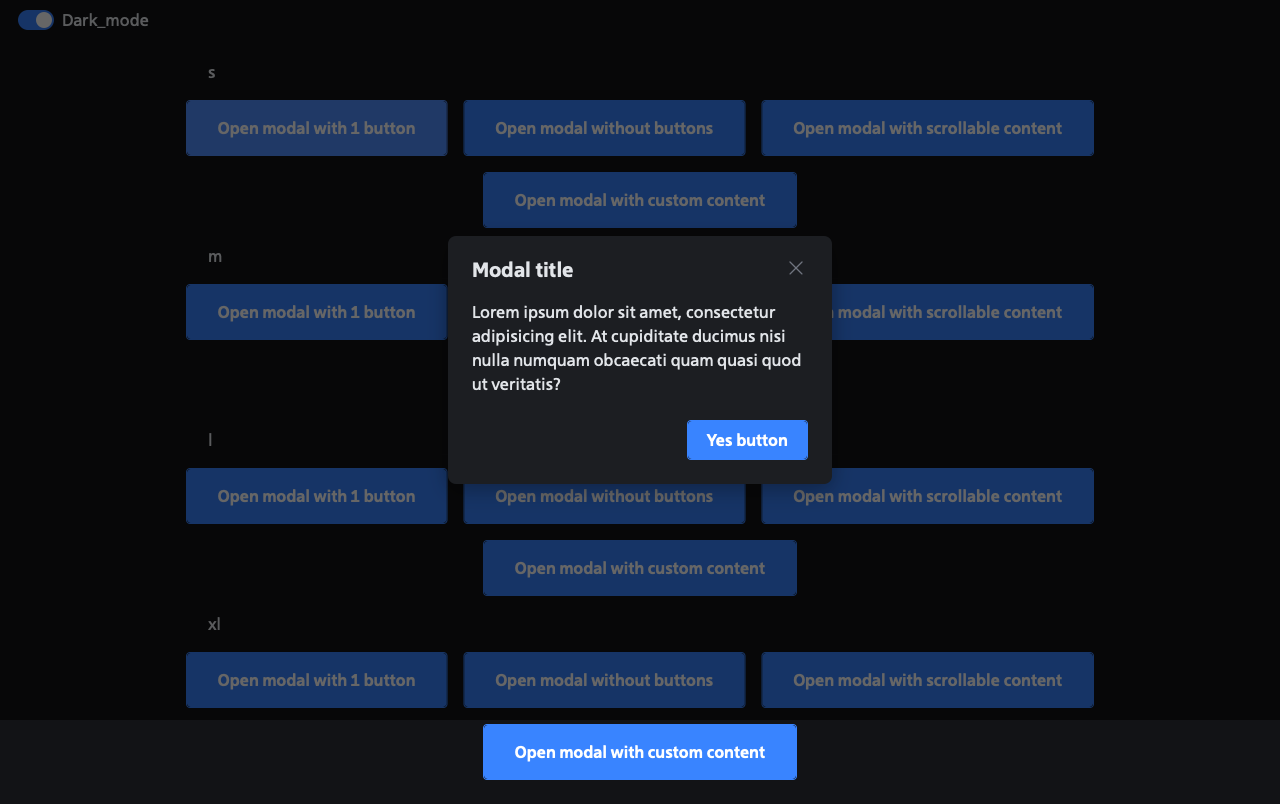 Dark_mode
s
Open modal with 1 button
Open modal without buttons
Open modal with scrollable content
Open modal with custom content
m
Open modal with 1 button
modal with scrollable content
Modal title
Lorem ipsum dolor sit amet, consectetur
adipisicing elit. At cupiditate ducimus nisi
nulla numquam obcaecati quam quasi quod
ut veritatis?
Yes button
l
Open modal with 1 button
Open modal without buttons
Open modal with scrollable content
Open modal with custom content
xl
Open modal with 1 button
Open modal without buttons
Open modal with scrollable content
Open modal with custom content